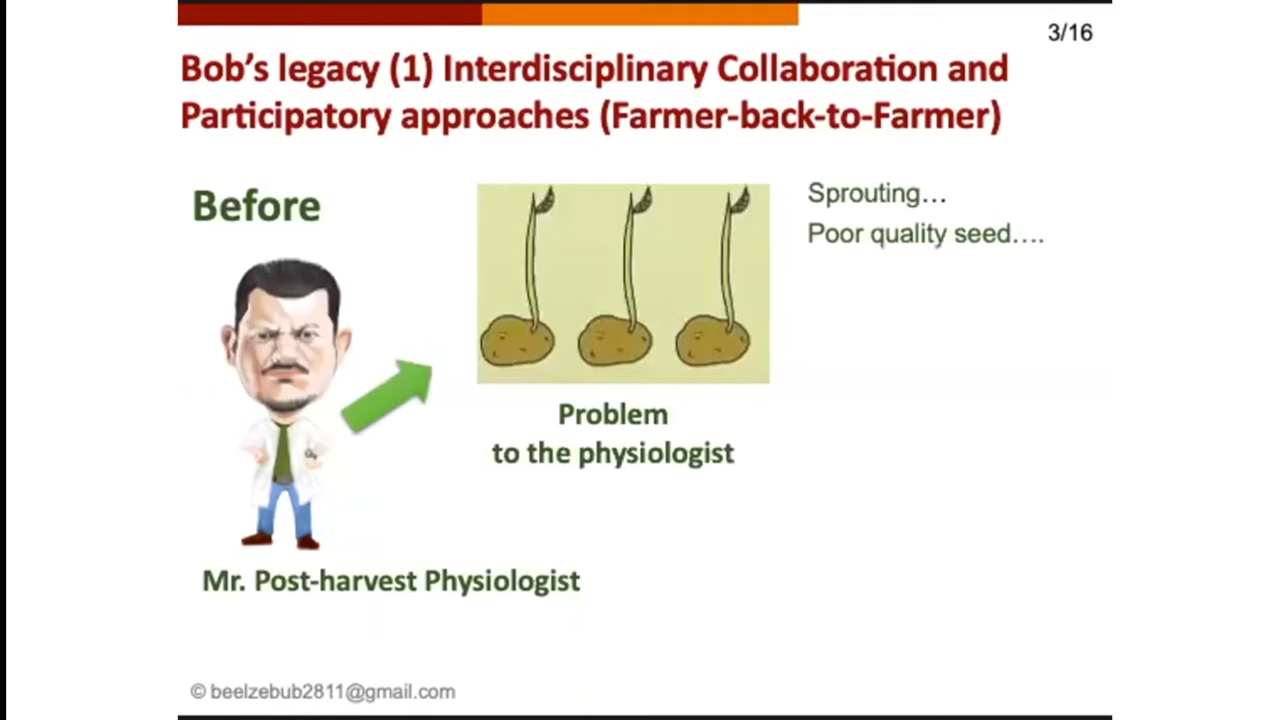 3/16
Bob’s legacy (1) Interdisciplinary Collaboration and
Participatory approaches (Farmer-back-to-Farmer)
Before
Sprouting…
Poor quality seed….
Problem
to the physiologist
Mr. Post-harvest Physiologist
© beelzebub2811@gmail.com